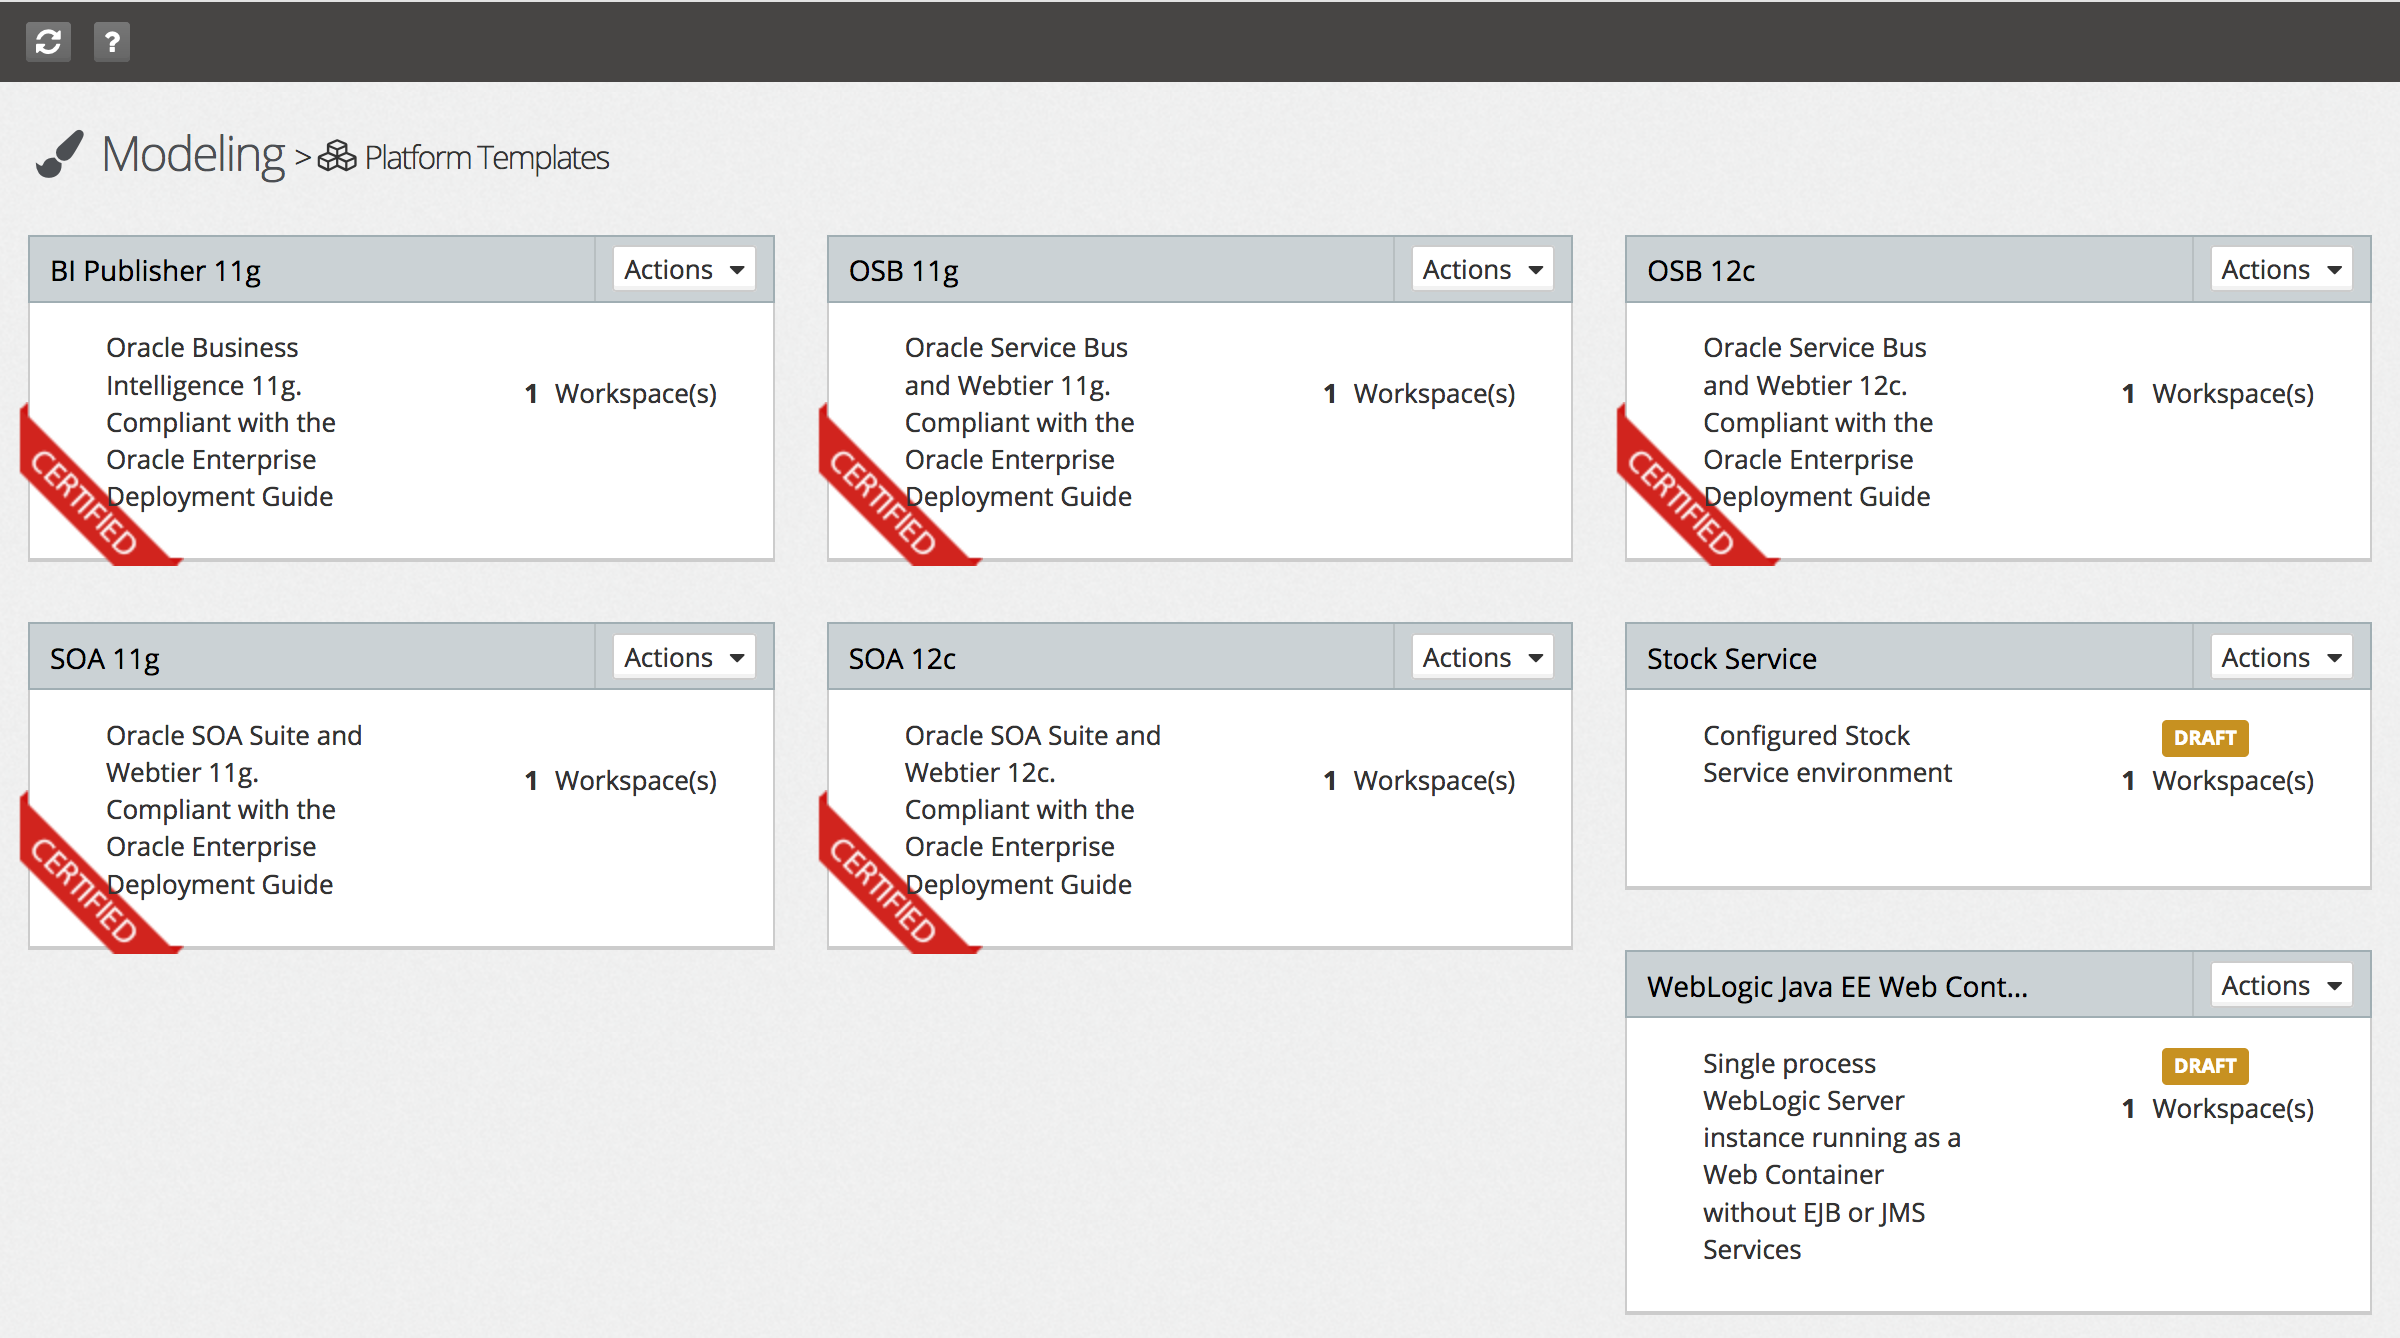 ?
Modeling > Platform Templates
BI Publisher 11g
Actions
Oracle Business
Intelligence 11g.
Compliant with the
Oracle Enterprise
Deployment Guide
1 Workspace(s)
CERTIFIED
OSB 11g
Actions
Oracle Service Bus
and Webtier 11g.
Compliant with the
Oracle Enterprise
Deployment Guide
1 Workspace(s)
CERTIFIED
OSB 12c
Actions
Oracle Service Bus
and Webtier 12c.
Compliant with the
Oracle Enterprise
Deployment Guide
1 Workspace(s)
CERTIFIED
SOA 11g
Actions
Oracle SOA Suite and
Webtier 11g.
Compliant with the
Oracle Enterprise
Deployment Guide
1 Workspace(s)
CERTIFIED
SOA 12c
Actions
Oracle SOA Suite and
Webtier 12c.
Compliant with the
Oracle Enterprise
Deployment Guide
1 Workspace(s)
CERTIFIED
Stock Service
Actions
Configured Stock
Service environment
DRAFT
1 Workspace(s)
WebLogic Java EE Web Cont...
Actions
Single process
WebLogic Server
instance running as a
Web Container
without EJB or JMS
Services
DRAFT
1 Workspace(s)